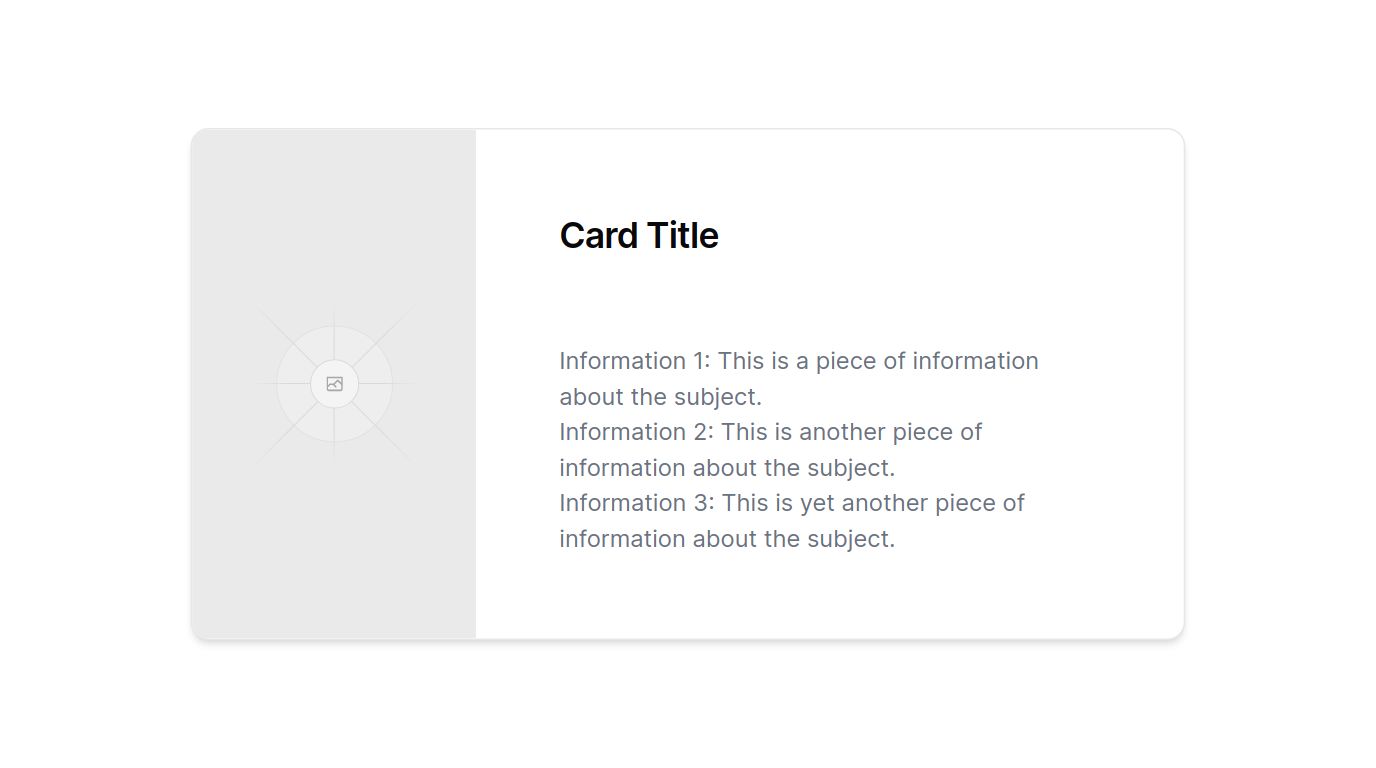 Card Title
Information 1: This is a piece of information
about the subject.
Information 2: This is another piece of
information about the subject.
Information 3: This is yet another piece of
information about the subject.